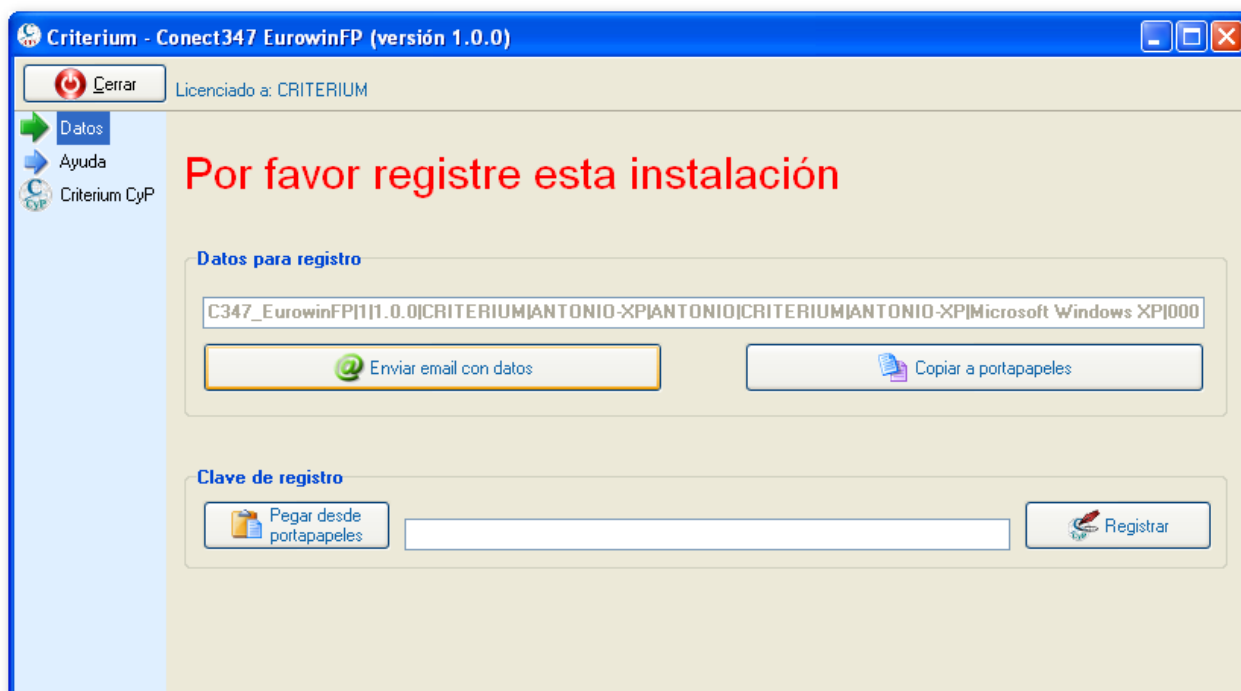 Criterium - Conect347 EurowinFP (versión 1.0.0)
Cerrar
Licenciado a: CRITERIUM
Datos
Ayuda
Criterium CyP
Por favor registre esta instalación
Datos para registro
C347_EurowinFP|1|1.0.0|CRITERIUM|ANTONIO-XP|ANTONIO|CRITERIUM|ANTONIO-XP|Microsoft Windows XP|000
Enviar email con datos
Copiar a portapapeles
Clave de registro
Pegar desde
portapapeles
Registrar